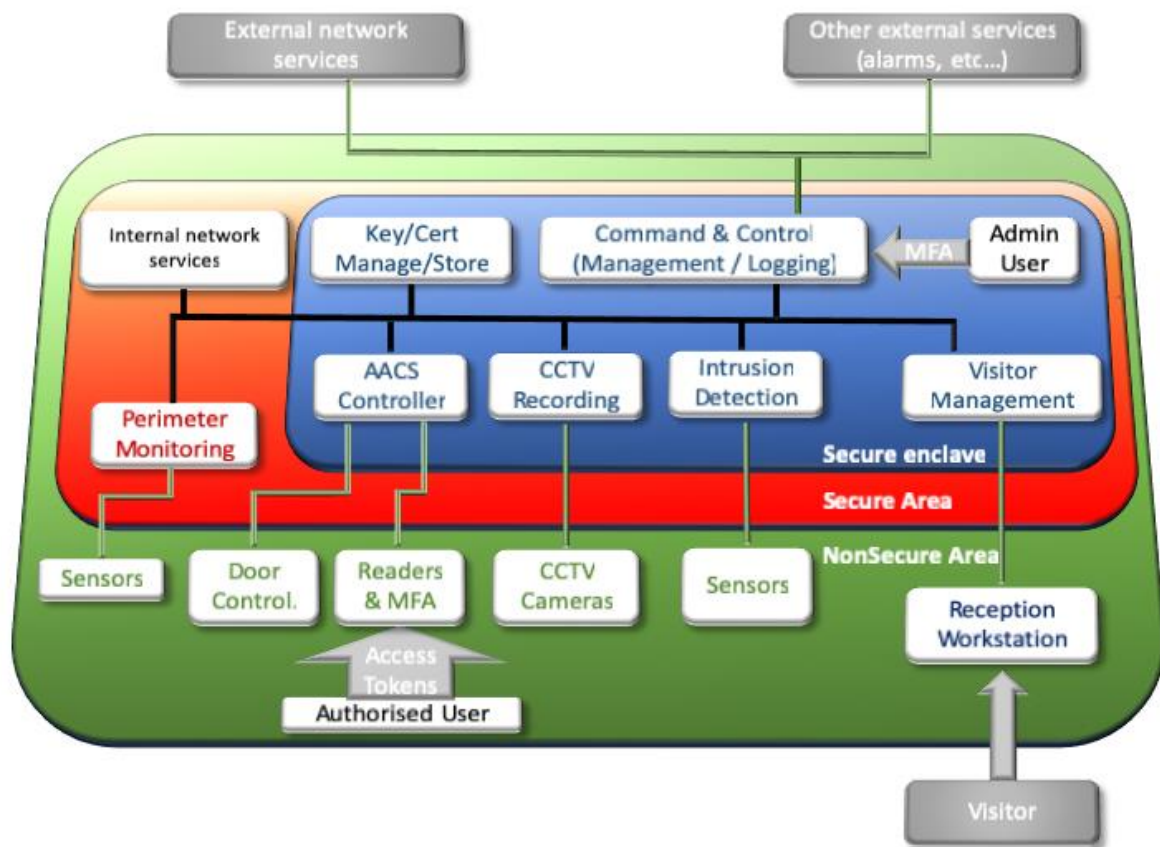 External network
services
Other external services
(alarms, etc...)
Internal network
services
Key/Cert
Manage/Store
Command & Control
(Management / Logging)
MFA
Admin
User
AACS
Controller
CCTV
Recording
Intrusion
Detection
Visitor
Management
Perimeter
Monitoring
Secure enclave
Secure Area
NonSecure Area
Sensors
Door
Control.
Readers
& MFA
CCTV
Cameras
Sensors
Reception
Workstation
Access
Tokens
Authorised User
Visitor